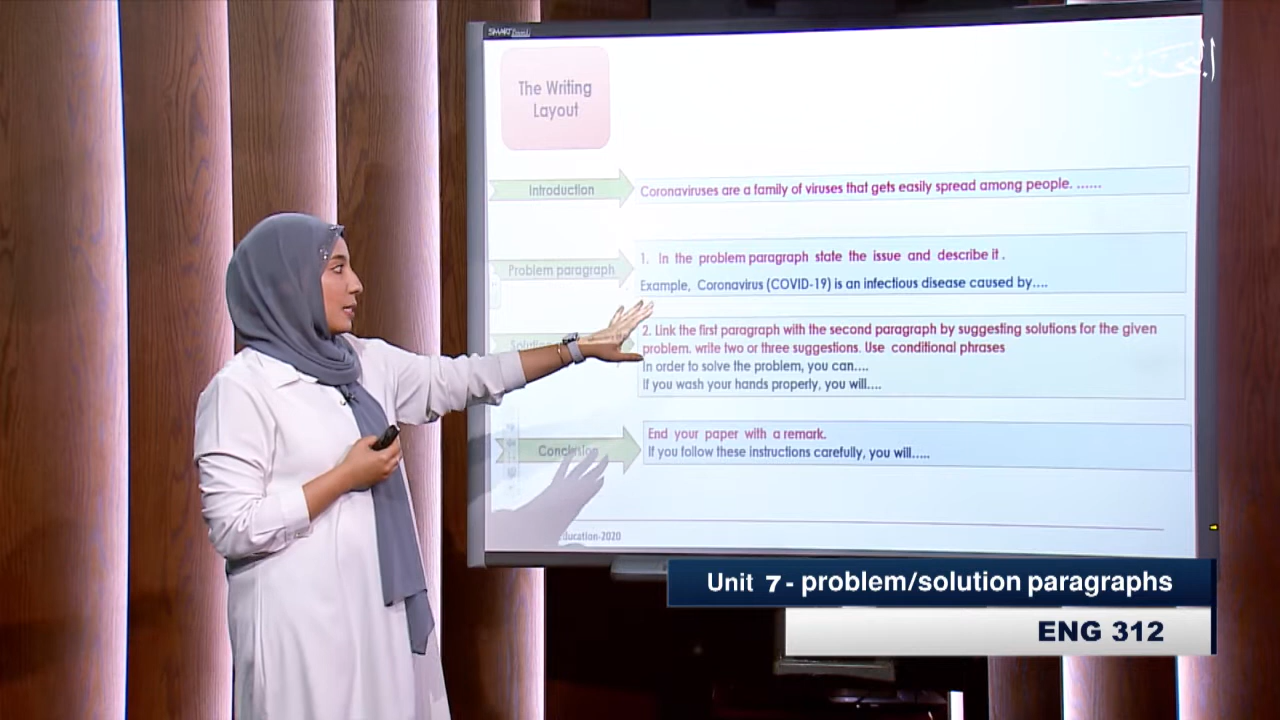 SMART Board
البحرين
The Writing
Layout
Introduction
Coronaviruses are a family of viruses that gets easily spread among people. ......
Problem paragraph
1. In the problem paragraph state the issue and describe it .
Example, Coronavirus (COVID-19) is an infectious disease caused by....
2. Link the first paragraph with the second paragraph by suggesting solutions for the given
problem. write two or three suggestions. Use conditional phrases
In order to solve the problem, you can....
If you wash your hands properly, you will....
Conclusion
End your paper with a remark.
If you follow these instructions carefully, you will.....
ducation-2020
Unit 7 - problem/solution paragraphs
ENG 312